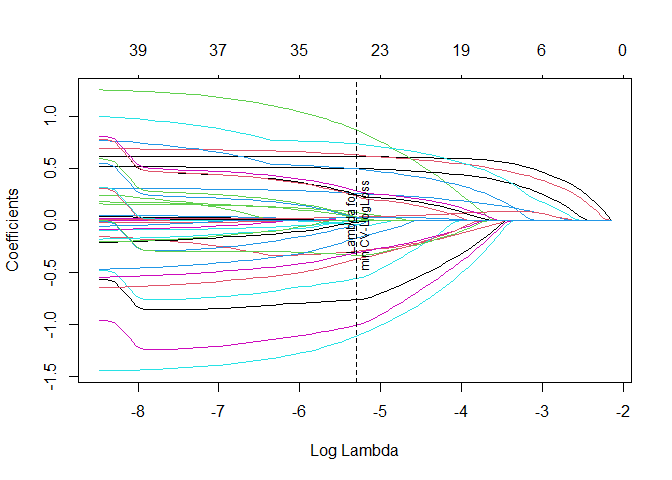 39 37 35 23 19 6 0
Coefficients
1.0
0.5
0.0
-0.5
-1.0
-1.5
Lambda for
min CV-LogLoss
-8 -7 -6 -5 -4 -3 -2
Log Lambda